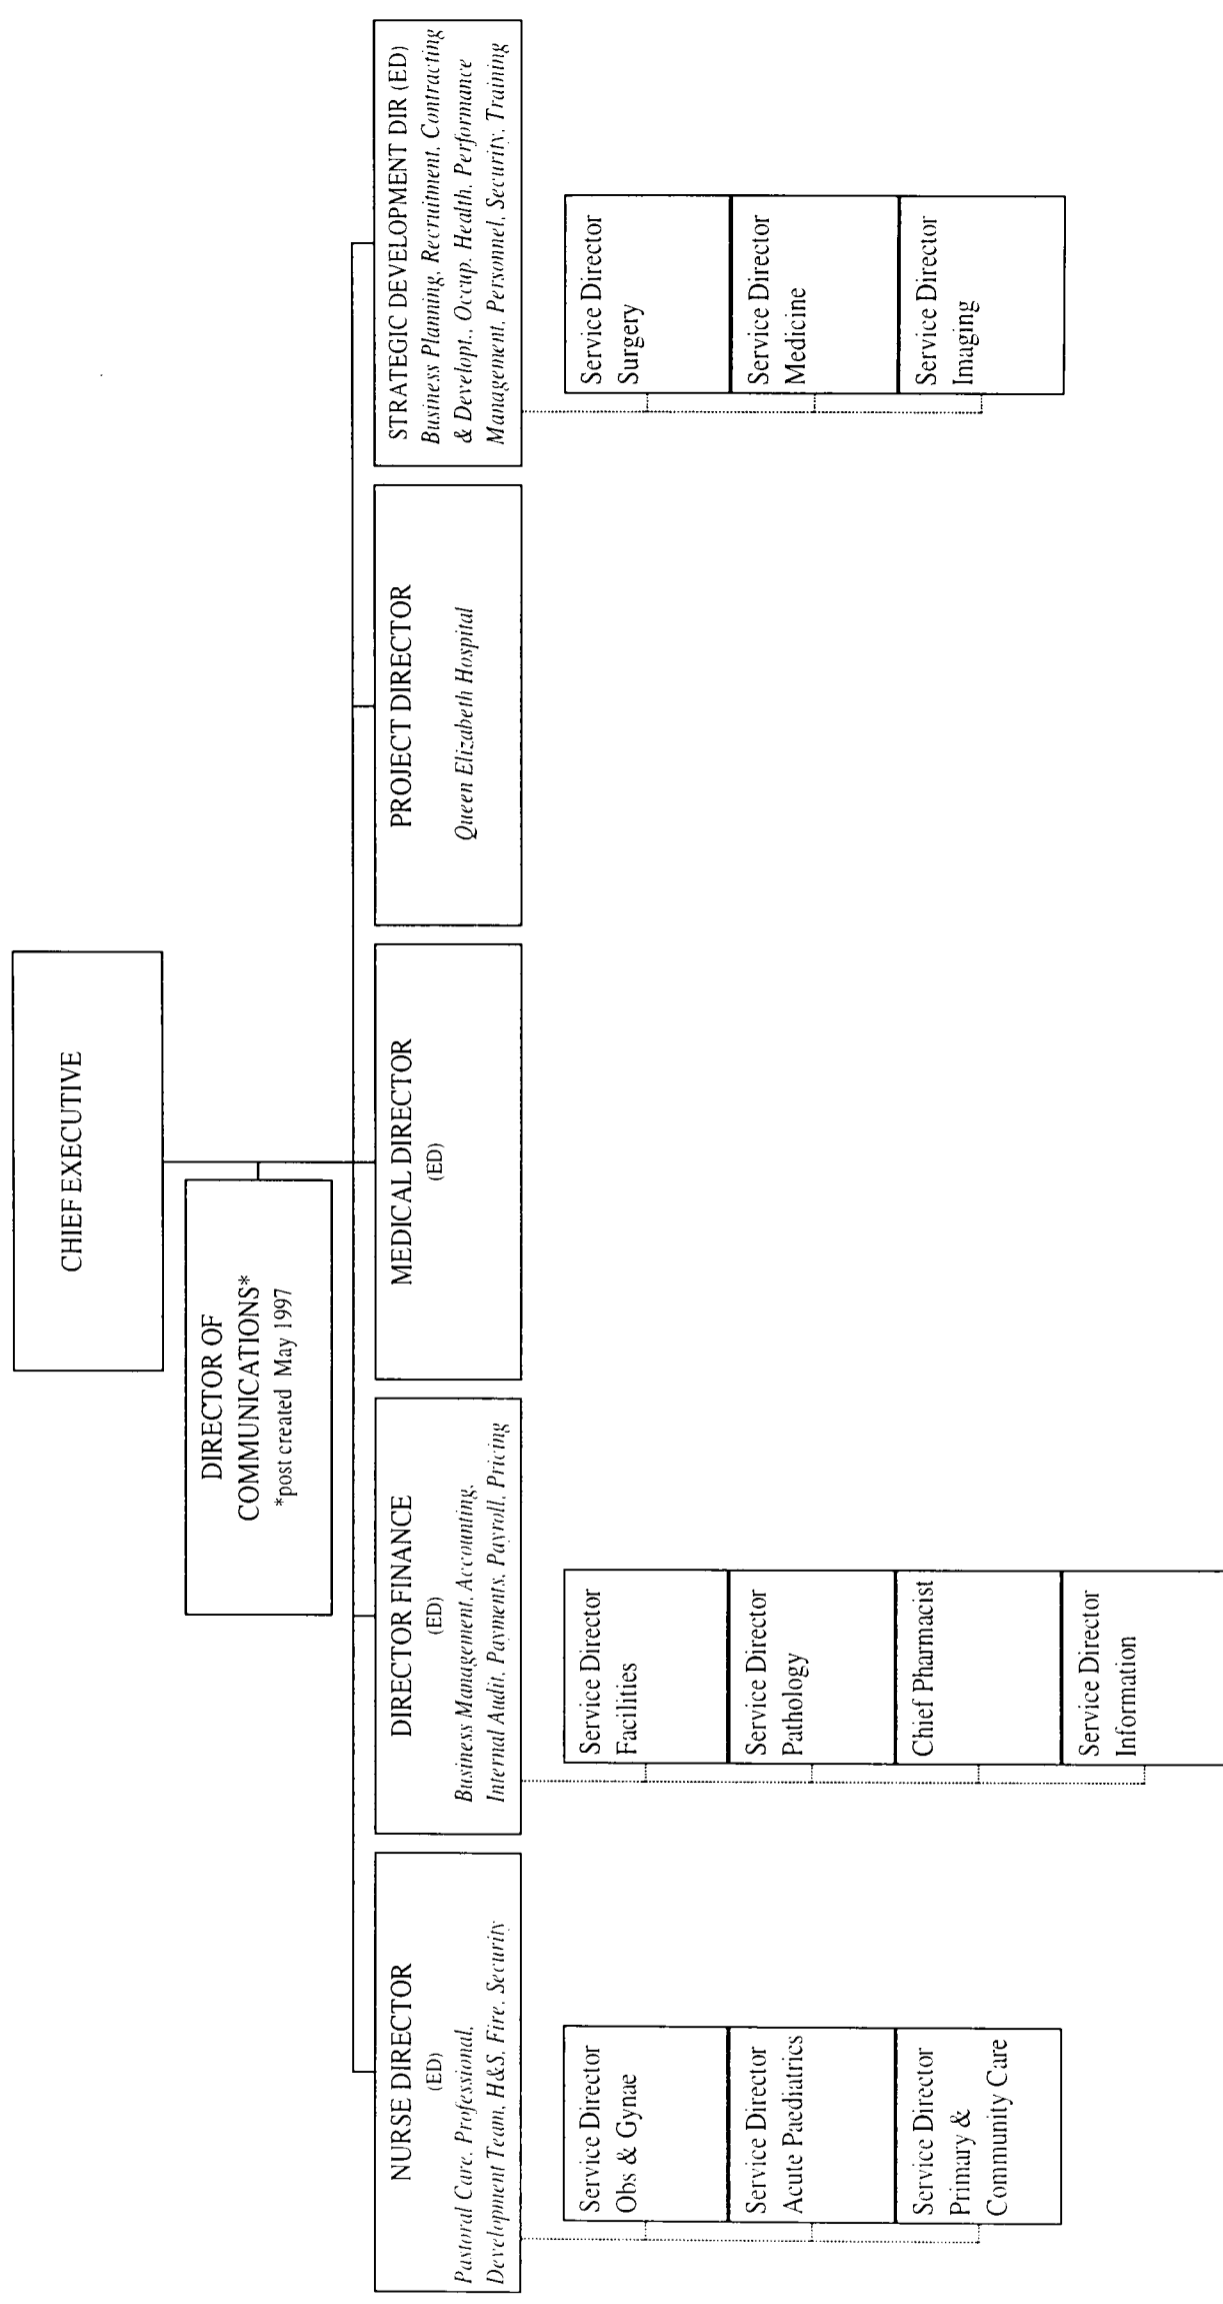 CHIEF EXECUTIVE
DIRECTOR OF
COMMUNICATIONS*
*post created May 1997
NURSE DIRECTOR
(ED)
Pastoral Care, Professional,
Development Team, H&S, Fire, Security
DIRECTOR FINANCE
(ED)
Business Management, Accounting,
Internal Audit, Payments, Payroll, Pricing
MEDICAL DIRECTOR
(ED)
PROJECT DIRECTOR
Queen Elizabeth Hospital
STRATEGIC DEVELOPMENT DIR (ED)
Business Planning, Recruitment, Contracting
& Developt., Occup. Health, Performance
Management, Personnel, Security, Training
Service Director
Obs & Gynae
Service Director
Acute Paediatrics
Service Director
Primary &
Community Care
Service Director
Facilities
Service Director
Pathology
Chief Pharmacist
Service Director
Information
Service Director
Surgery
Service Director
Medicine
Service Director
Imaging